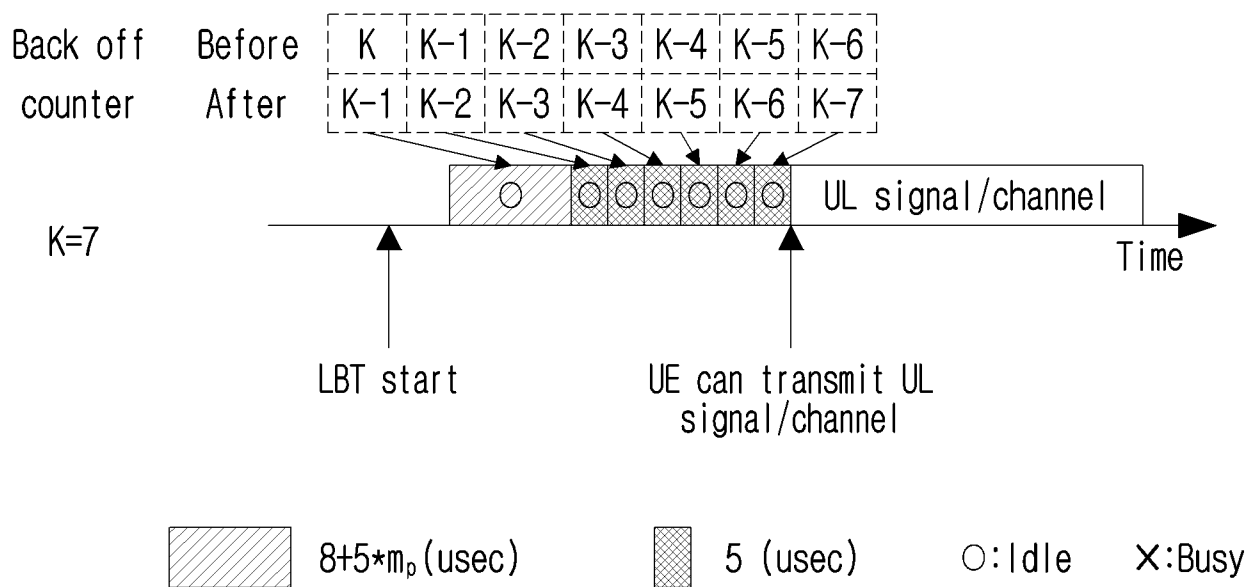 Back off Before K K-1 K-2 K-3 K-4 K-5 K-6
counter After K-1 K-2 K-3 K-4 K-5 K-6 K-7
UL signal/channel
K=7
Time
LBT start
UE can transmit UL
signal/channel
8+5*mₚ(usec) 5 (usec) O:Idle X:Busy